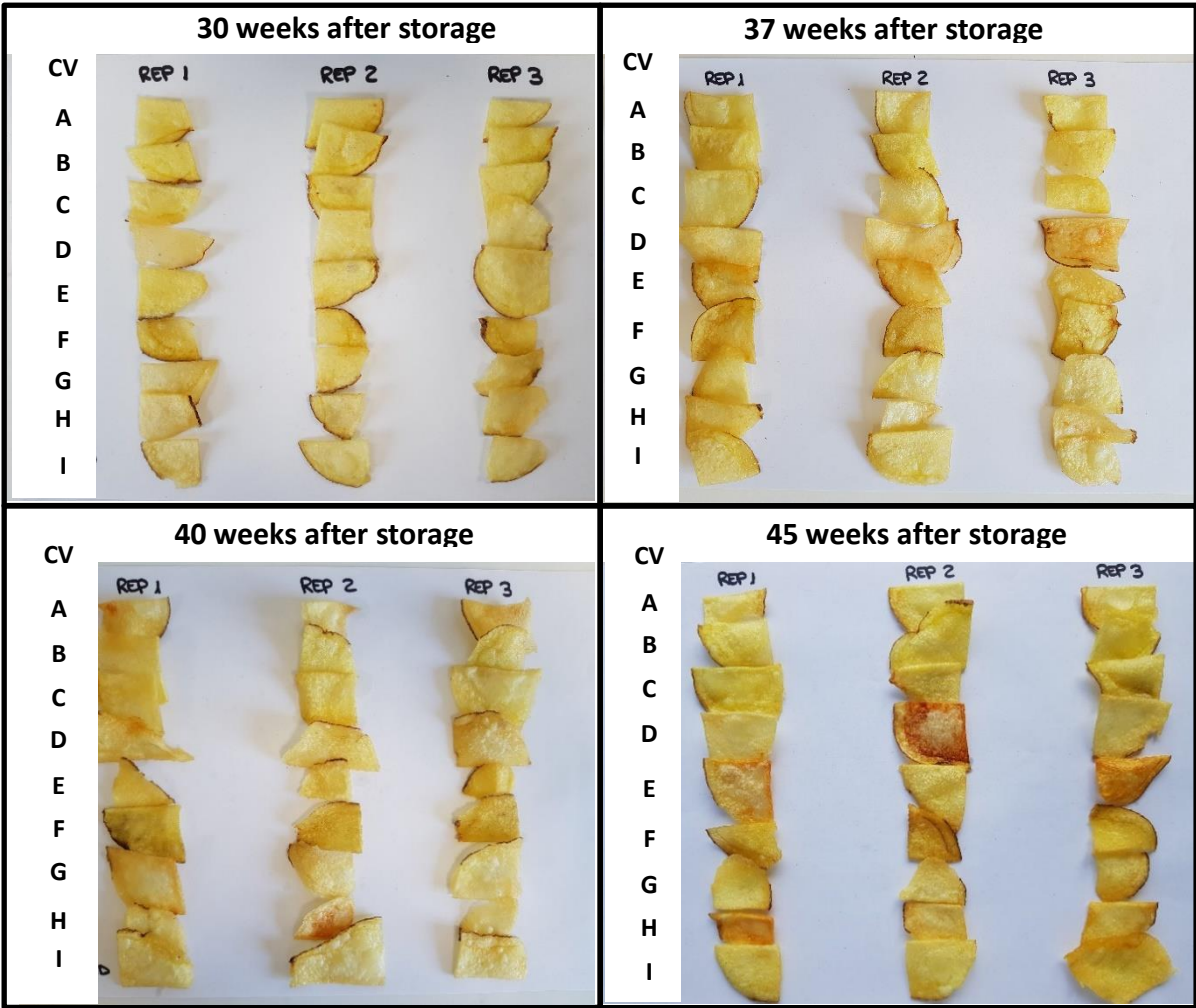 30 weeks after storage
CV
REP 1 REP 2 REP 3
A
B
C
D
E
F
G
H
I
37 weeks after storage
CV
REP 1 REP 2 REP 3
A
B
C
D
E
F
G
H
I
40 weeks after storage
CV
REP 1 REP 2 REP 3
A
B
C
D
E
F
G
H
I
45 weeks after storage
CV
REP 1 REP 2 REP 3
A
B
C
D
E
F
G
H
I